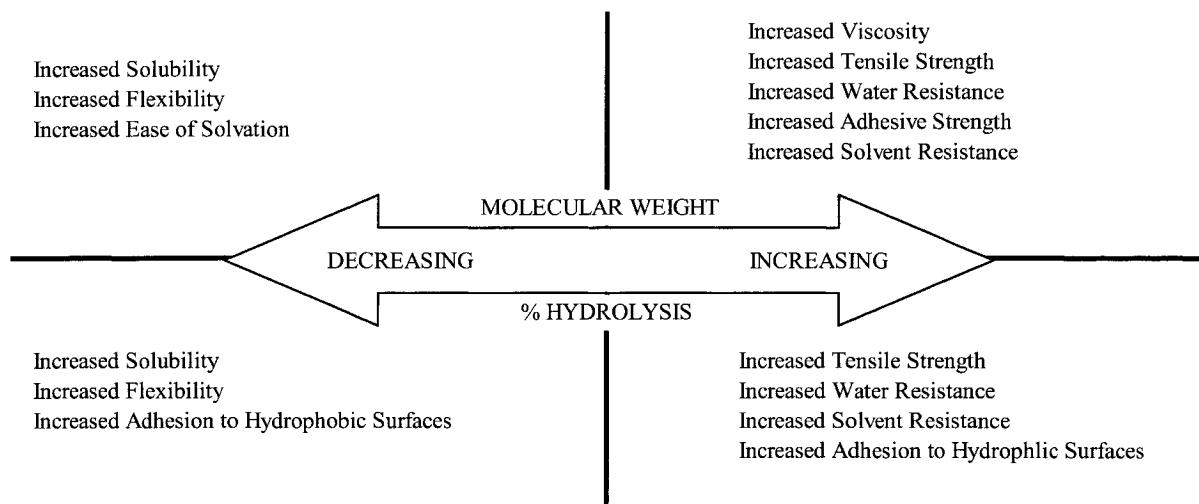 Increased Solubility
Increased Flexibility
Increased Ease of Solvation
Increased Viscosity
Increased Tensile Strength
Increased Water Resistance
Increased Adhesive Strength
Increased Solvent Resistance
MOLECULAR WEIGHT
DECREASING
INCREASING
% HYDROLYSIS
Increased Solubility
Increased Flexibility
Increased Adhesion to Hydrophobic Surfaces
Increased Tensile Strength
Increased Water Resistance
Increased Solvent Resistance
Increased Adhesion to Hydrophlic Surfaces